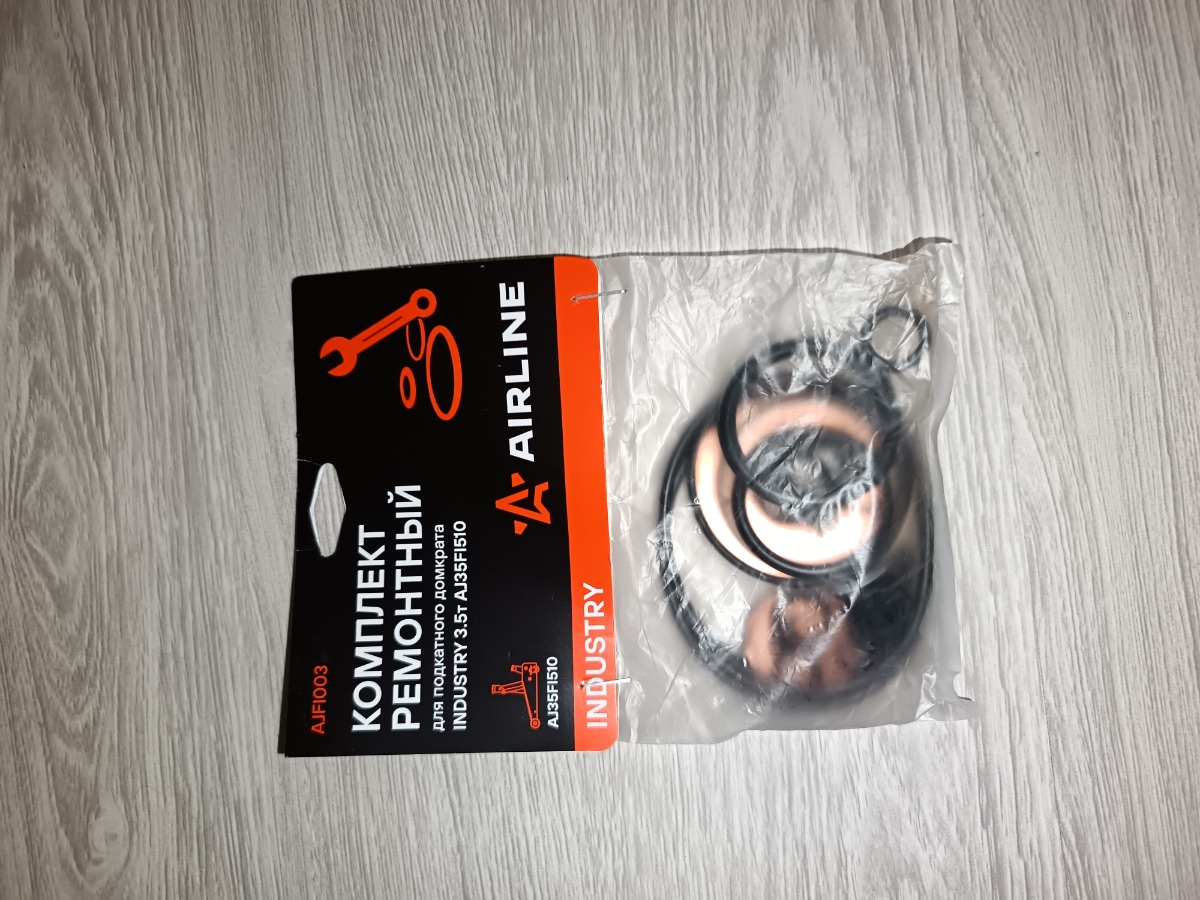 AJFI003
КОМПЛЕКТ
РЕМОНТНЫЙ
для подкатного домкрата
INDUSTRY 3.5т AJ35FI510
AJ35FI510
AIRLINE
INDUSTRY